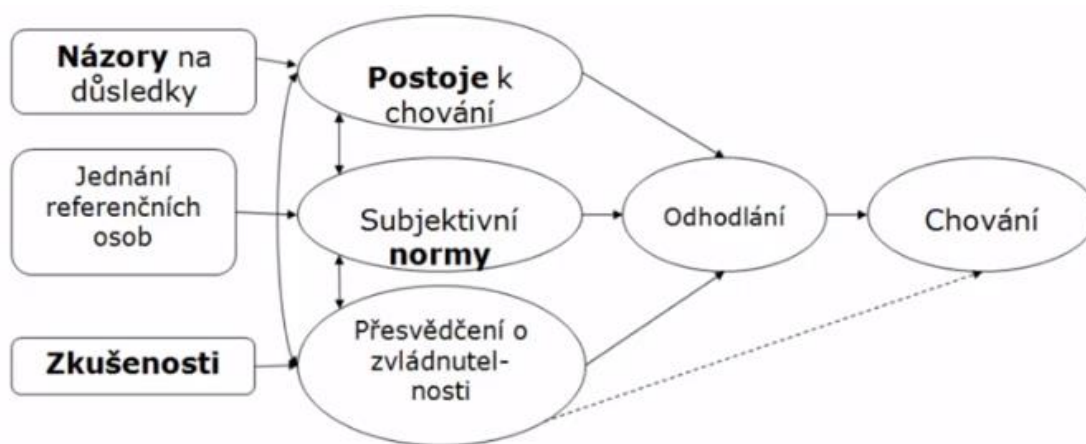 Názory na
důsledky
Postoje k
chování
Jednání
referenčních
osob
Subjektivní
normy
Odhodlání
Chování
Zkušenosti
Přesvědčení o
zvládnutel-
nosti